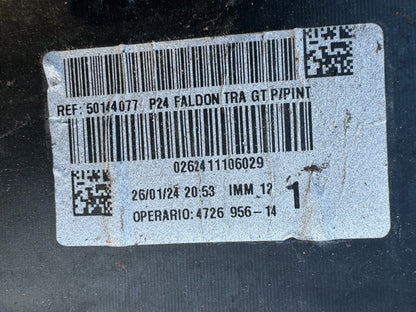 REF: 50144077 P24 FALDON TRA GT P/PINT
0262411106029
26/01/24 20:53 IMM 12 1
OPERARIO: 4726 956-14